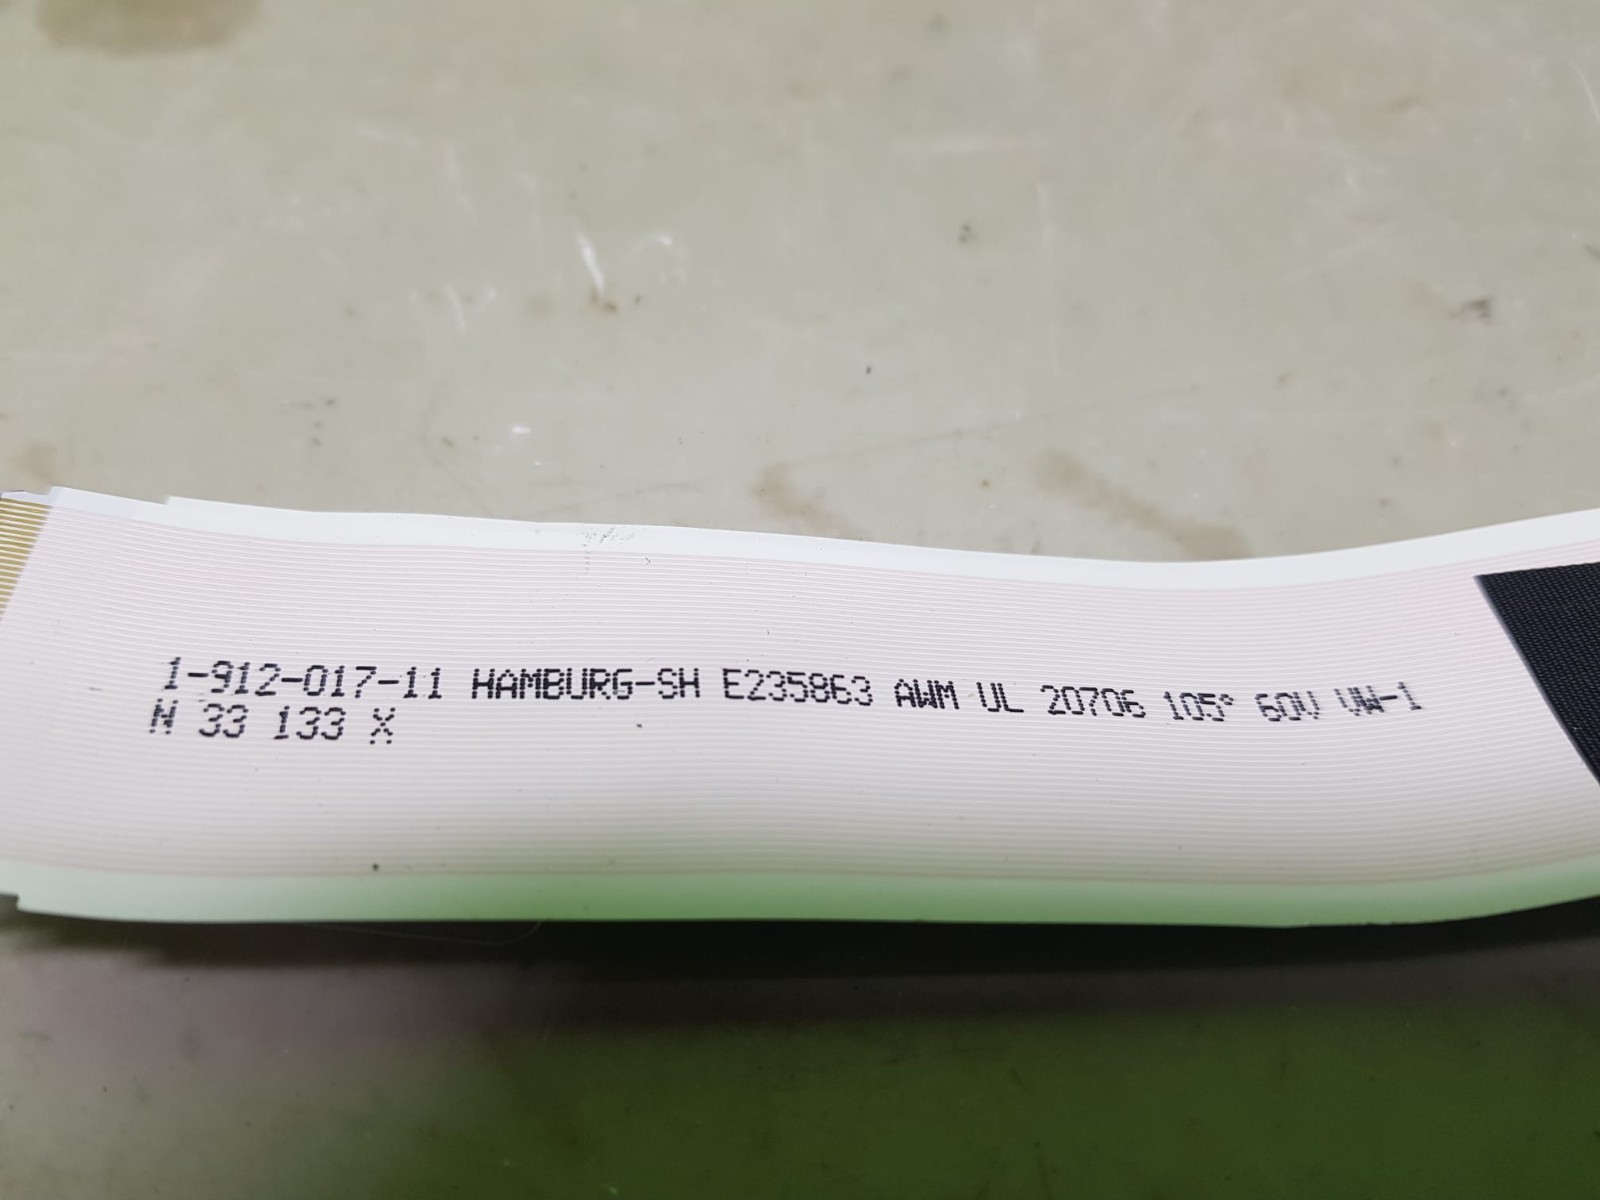 1-912-017-11 HAMBURG-SH E235863 AWM UL 20706 105° 60V VW-1
N 33 133 X